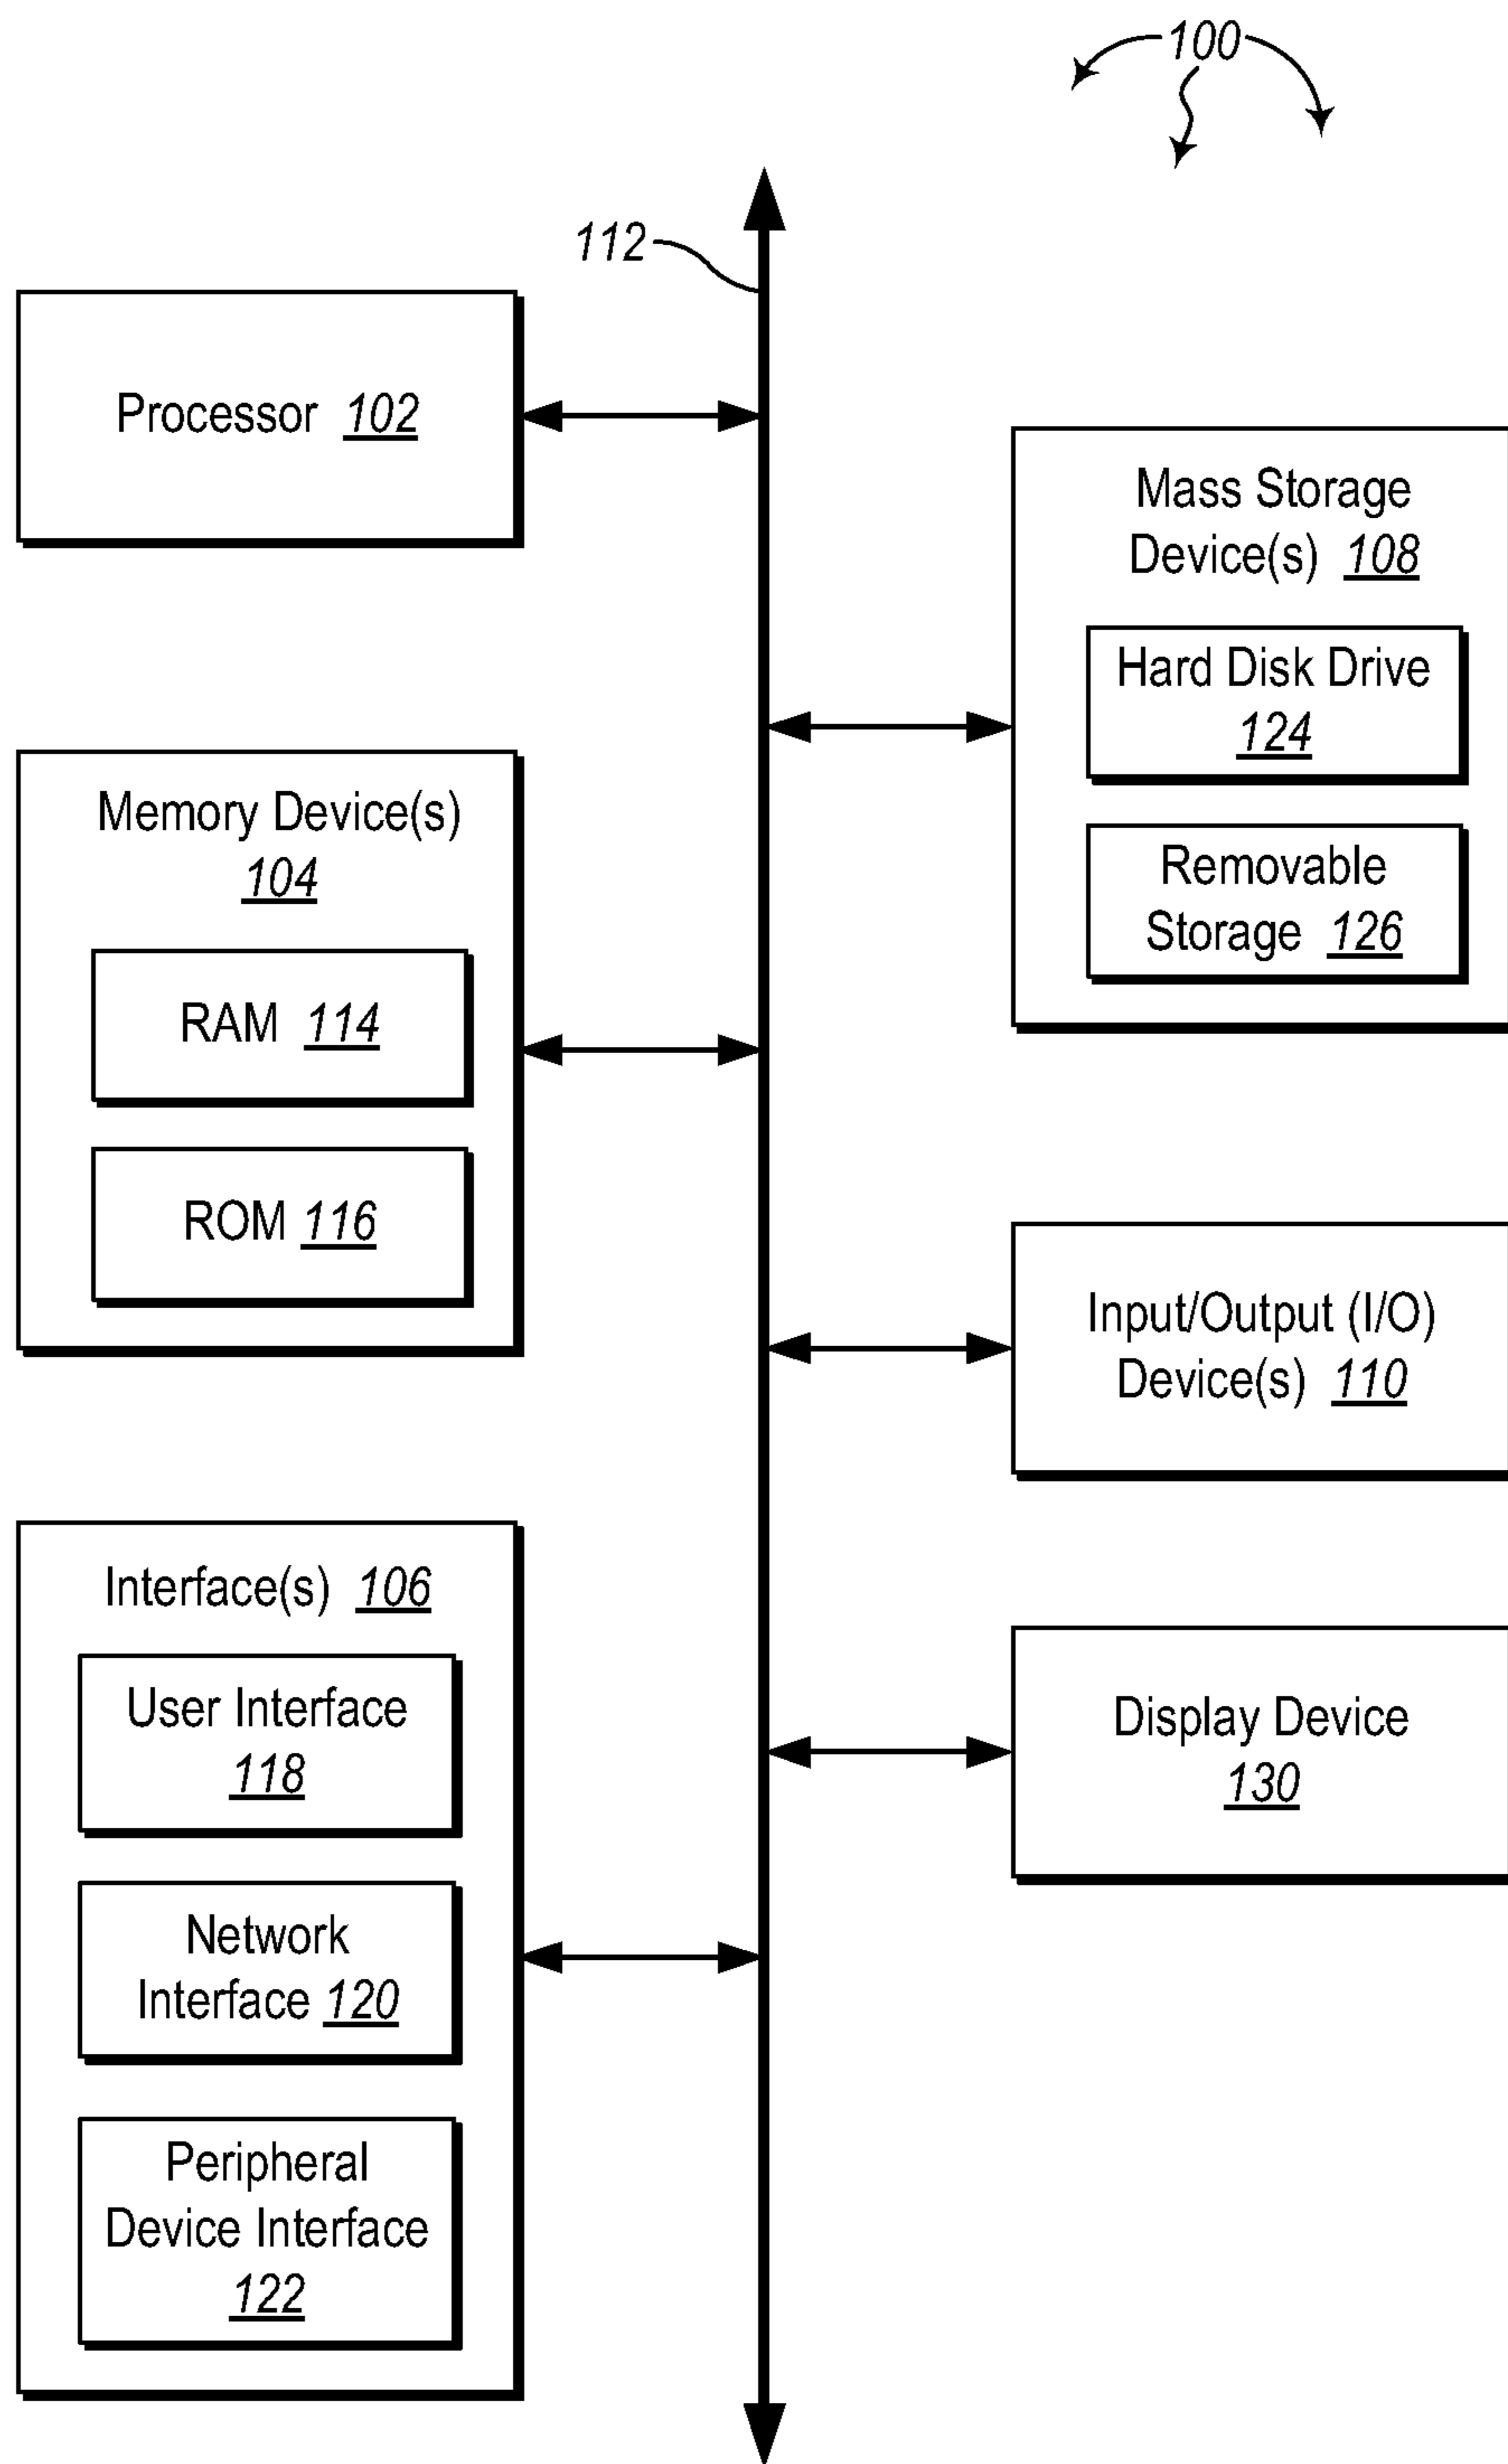 100
112
Processor 102
Mass Storage
Device(s) 108
Hard Disk Drive
124
Removable
Storage 126
Memory Device(s)
104
RAM 114
ROM 116
Input/Output (I/O)
Device(s) 110
Interface(s) 106
User Interface
118
Network
Interface 120
Peripheral
Device Interface
122
Display Device
130